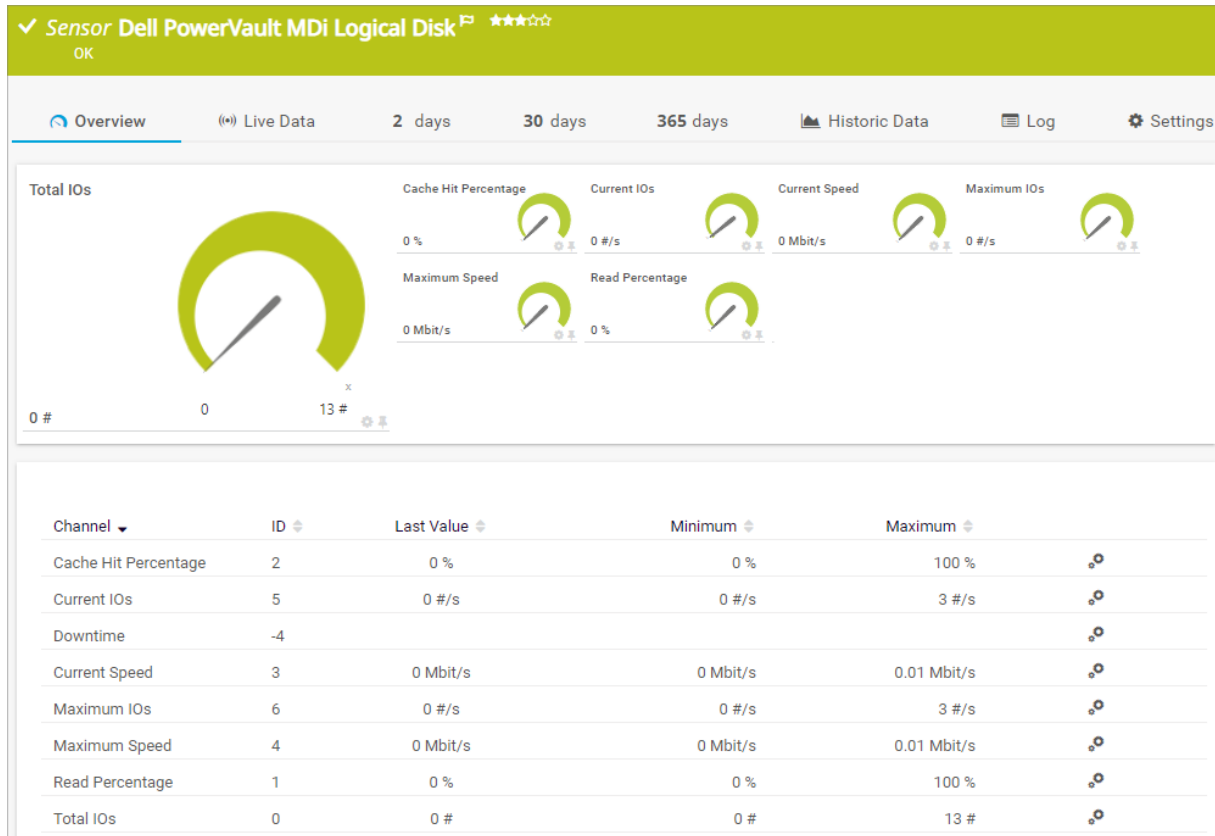 Sensor Dell PowerVault MDi Logical Disk
OK
Overview Live Data 2 days 30 days 365 days Historic Data Log Settings
Total IOs
0 #
0
13 #
x
Cache Hit Percentage
0 %
Current IOs
0 #/s
Current Speed
0 Mbit/s
Maximum IOs
0 #/s
Maximum Speed
0 Mbit/s
Read Percentage
0 %
Channel ID Last Value Minimum Maximum
Cache Hit Percentage 2 0 % 0 % 100 %
Current IOs 5 0 #/s 0 #/s 3 #/s
Downtime -4
Current Speed 3 0 Mbit/s 0 Mbit/s 0.01 Mbit/s
Maximum IOs 6 0 #/s 0 #/s 3 #/s
Maximum Speed 4 0 Mbit/s 0 Mbit/s 0.01 Mbit/s
Read Percentage 1 0 % 0 % 100 %
Total IOs 0 0 # 0 # 13 #